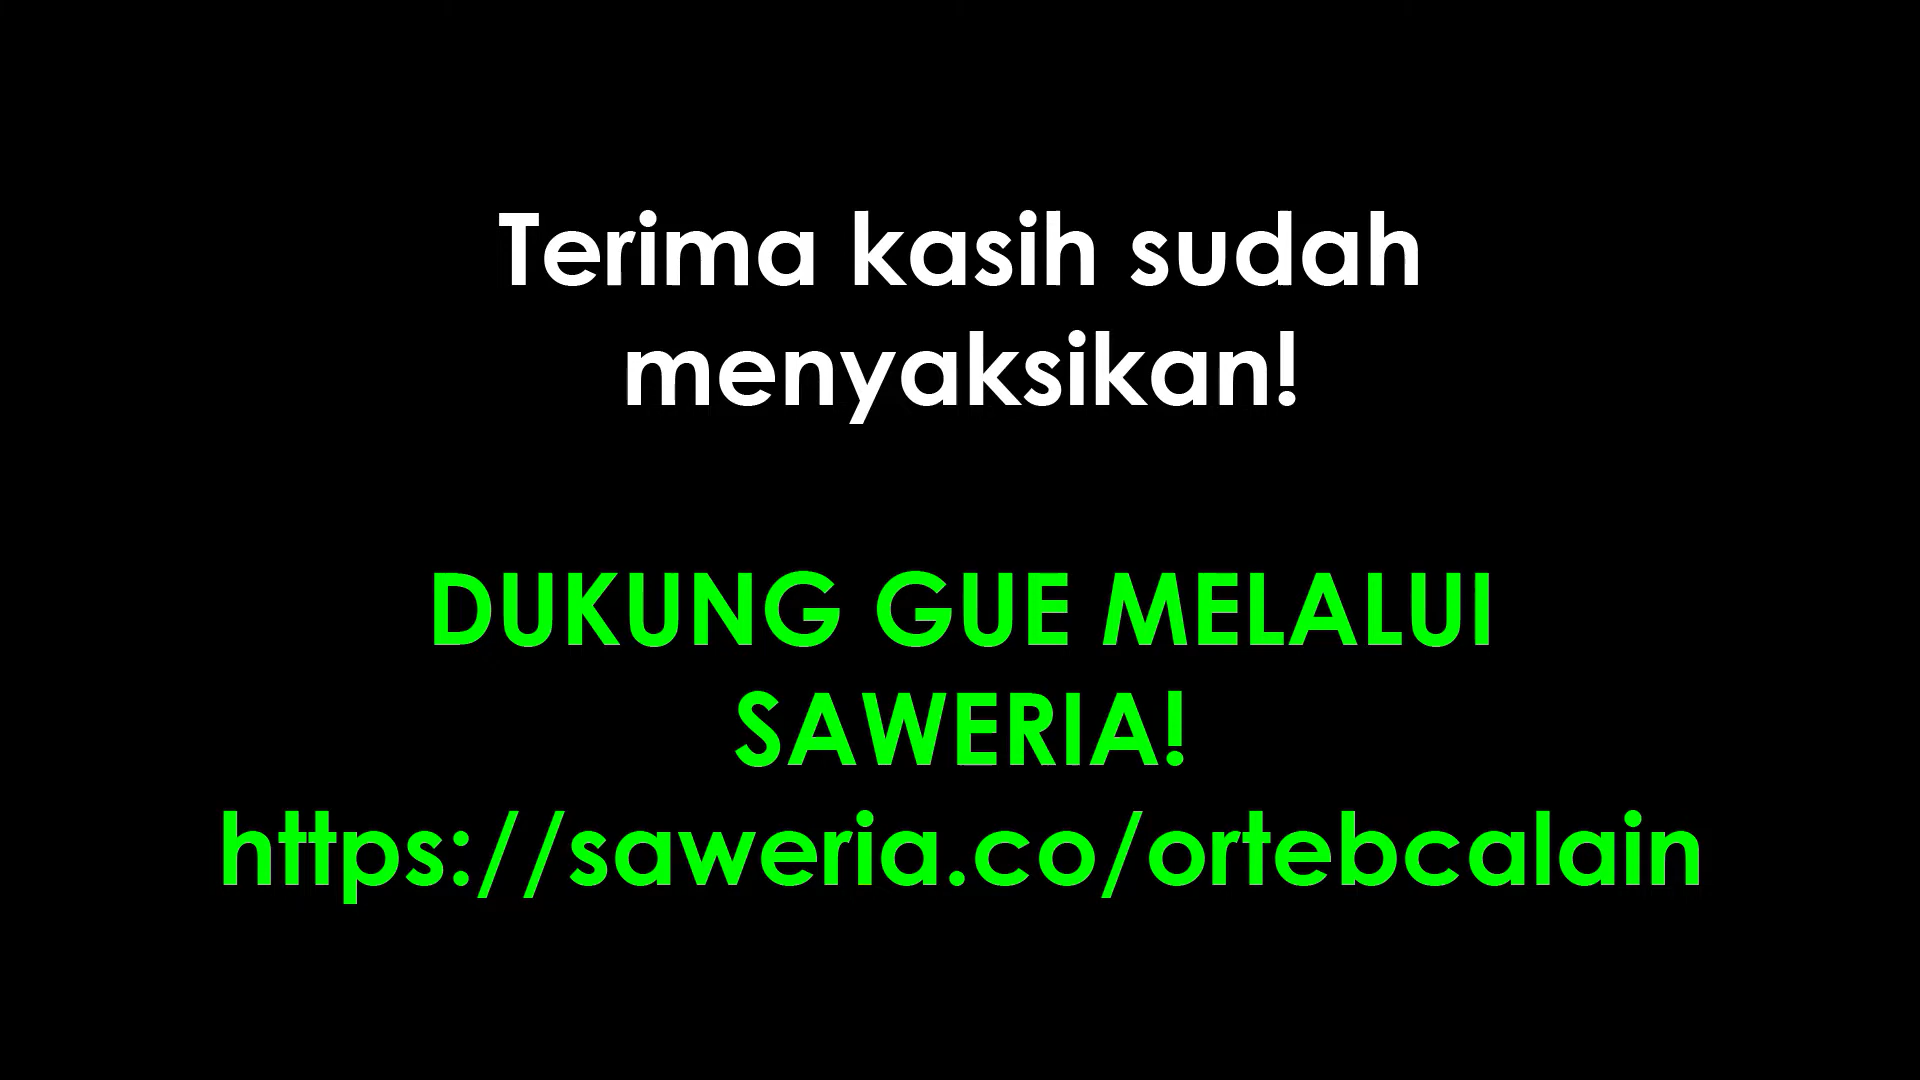 Terima kasih sudah
menyaksikan!
DUKUNG GUE MELALUI
SAWERIA!
https://saweria.co/ortebcalain